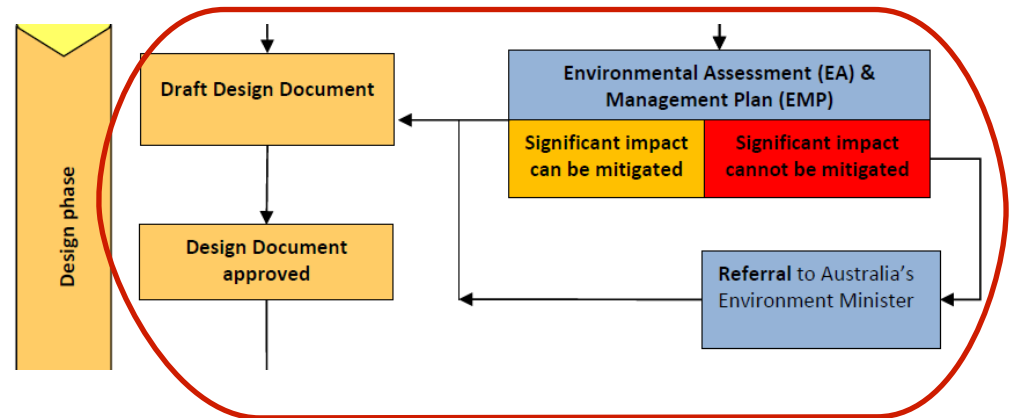 Design phase
Draft Design Document
Environmental Assessment (EA) &
Management Plan (EMP)
Significant impact
can be mitigated
Significant impact
cannot be mitigated
Design Document
approved
Referral to Australia's
Environment Minister